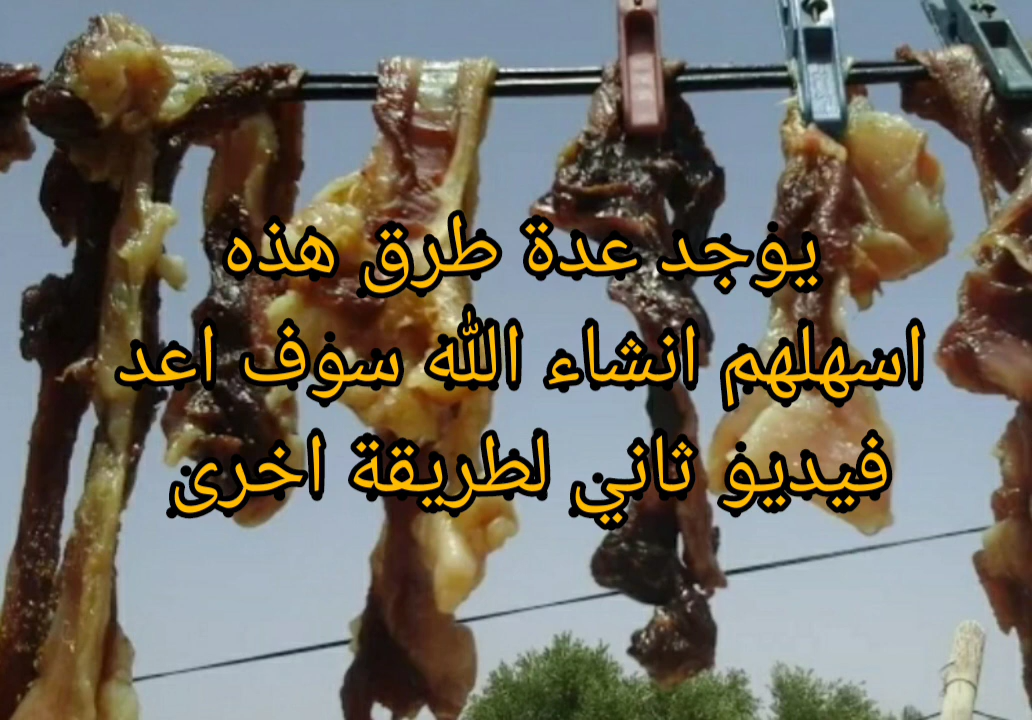 يوجد عدة طرق هذه
اسهلهم انشاء الله سوف اعد
فيديو ثاني لطريقة اخرى